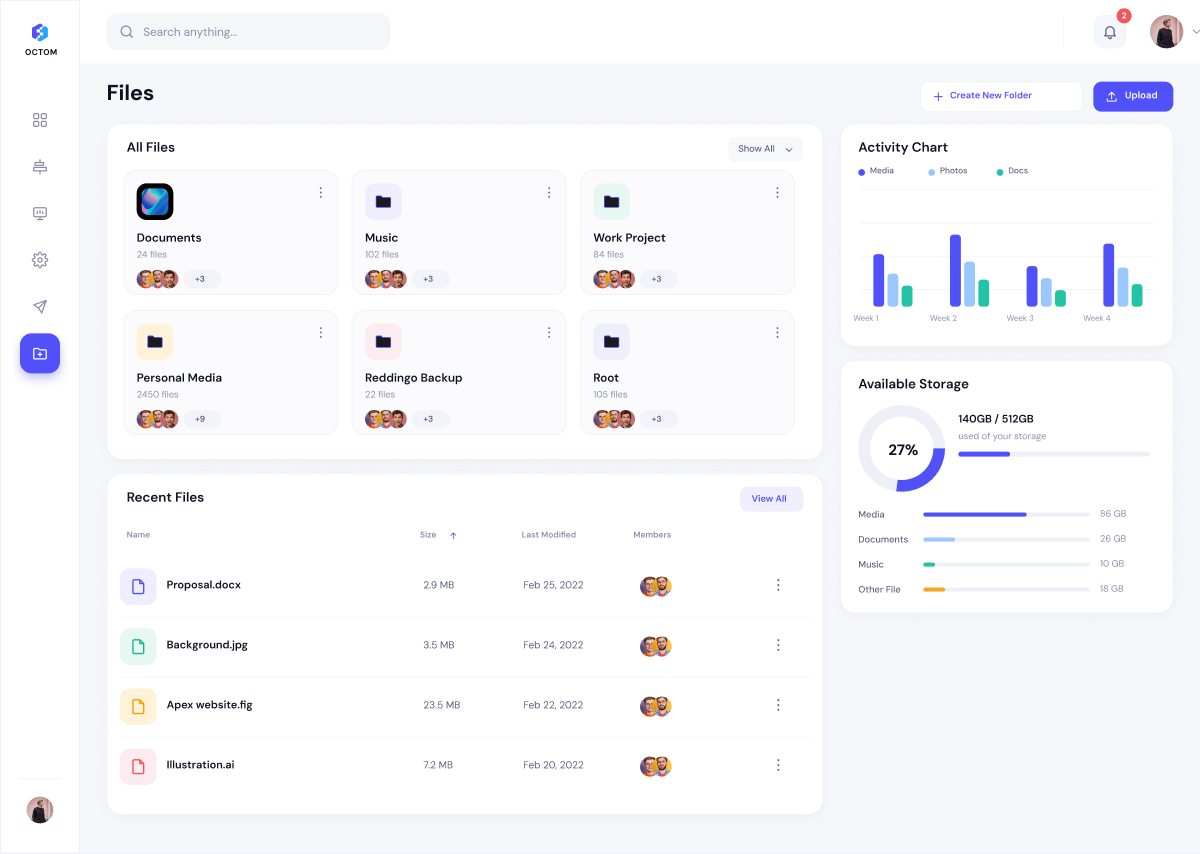 OCTOM
Search anything...
2
Files
Create New Folder
Upload
All Files
Show All
Documents
24 files
+3
Music
102 files
+3
Work Project
84 files
+3
Personal Media
2450 files
+9
Reddingo Backup
22 files
+3
Root
105 files
+3
Recent Files
View All
Name Size Last Modified Members
Proposal.docx 2.9 MB Feb 25, 2022
Background.jpg 3.5 MB Feb 24, 2022
Apex website.fig 23.5 MB Feb 22, 2022
Illustration.ai 7.2 MB Feb 20, 2022
Activity Chart
Media Photos Docs
Week 1 Week 2 Week 3 Week 4
Available Storage
27%
140GB / 512GB
used of your storage
Media 86 GB
Documents 26 GB
Music 10 GB
Other File 18 GB